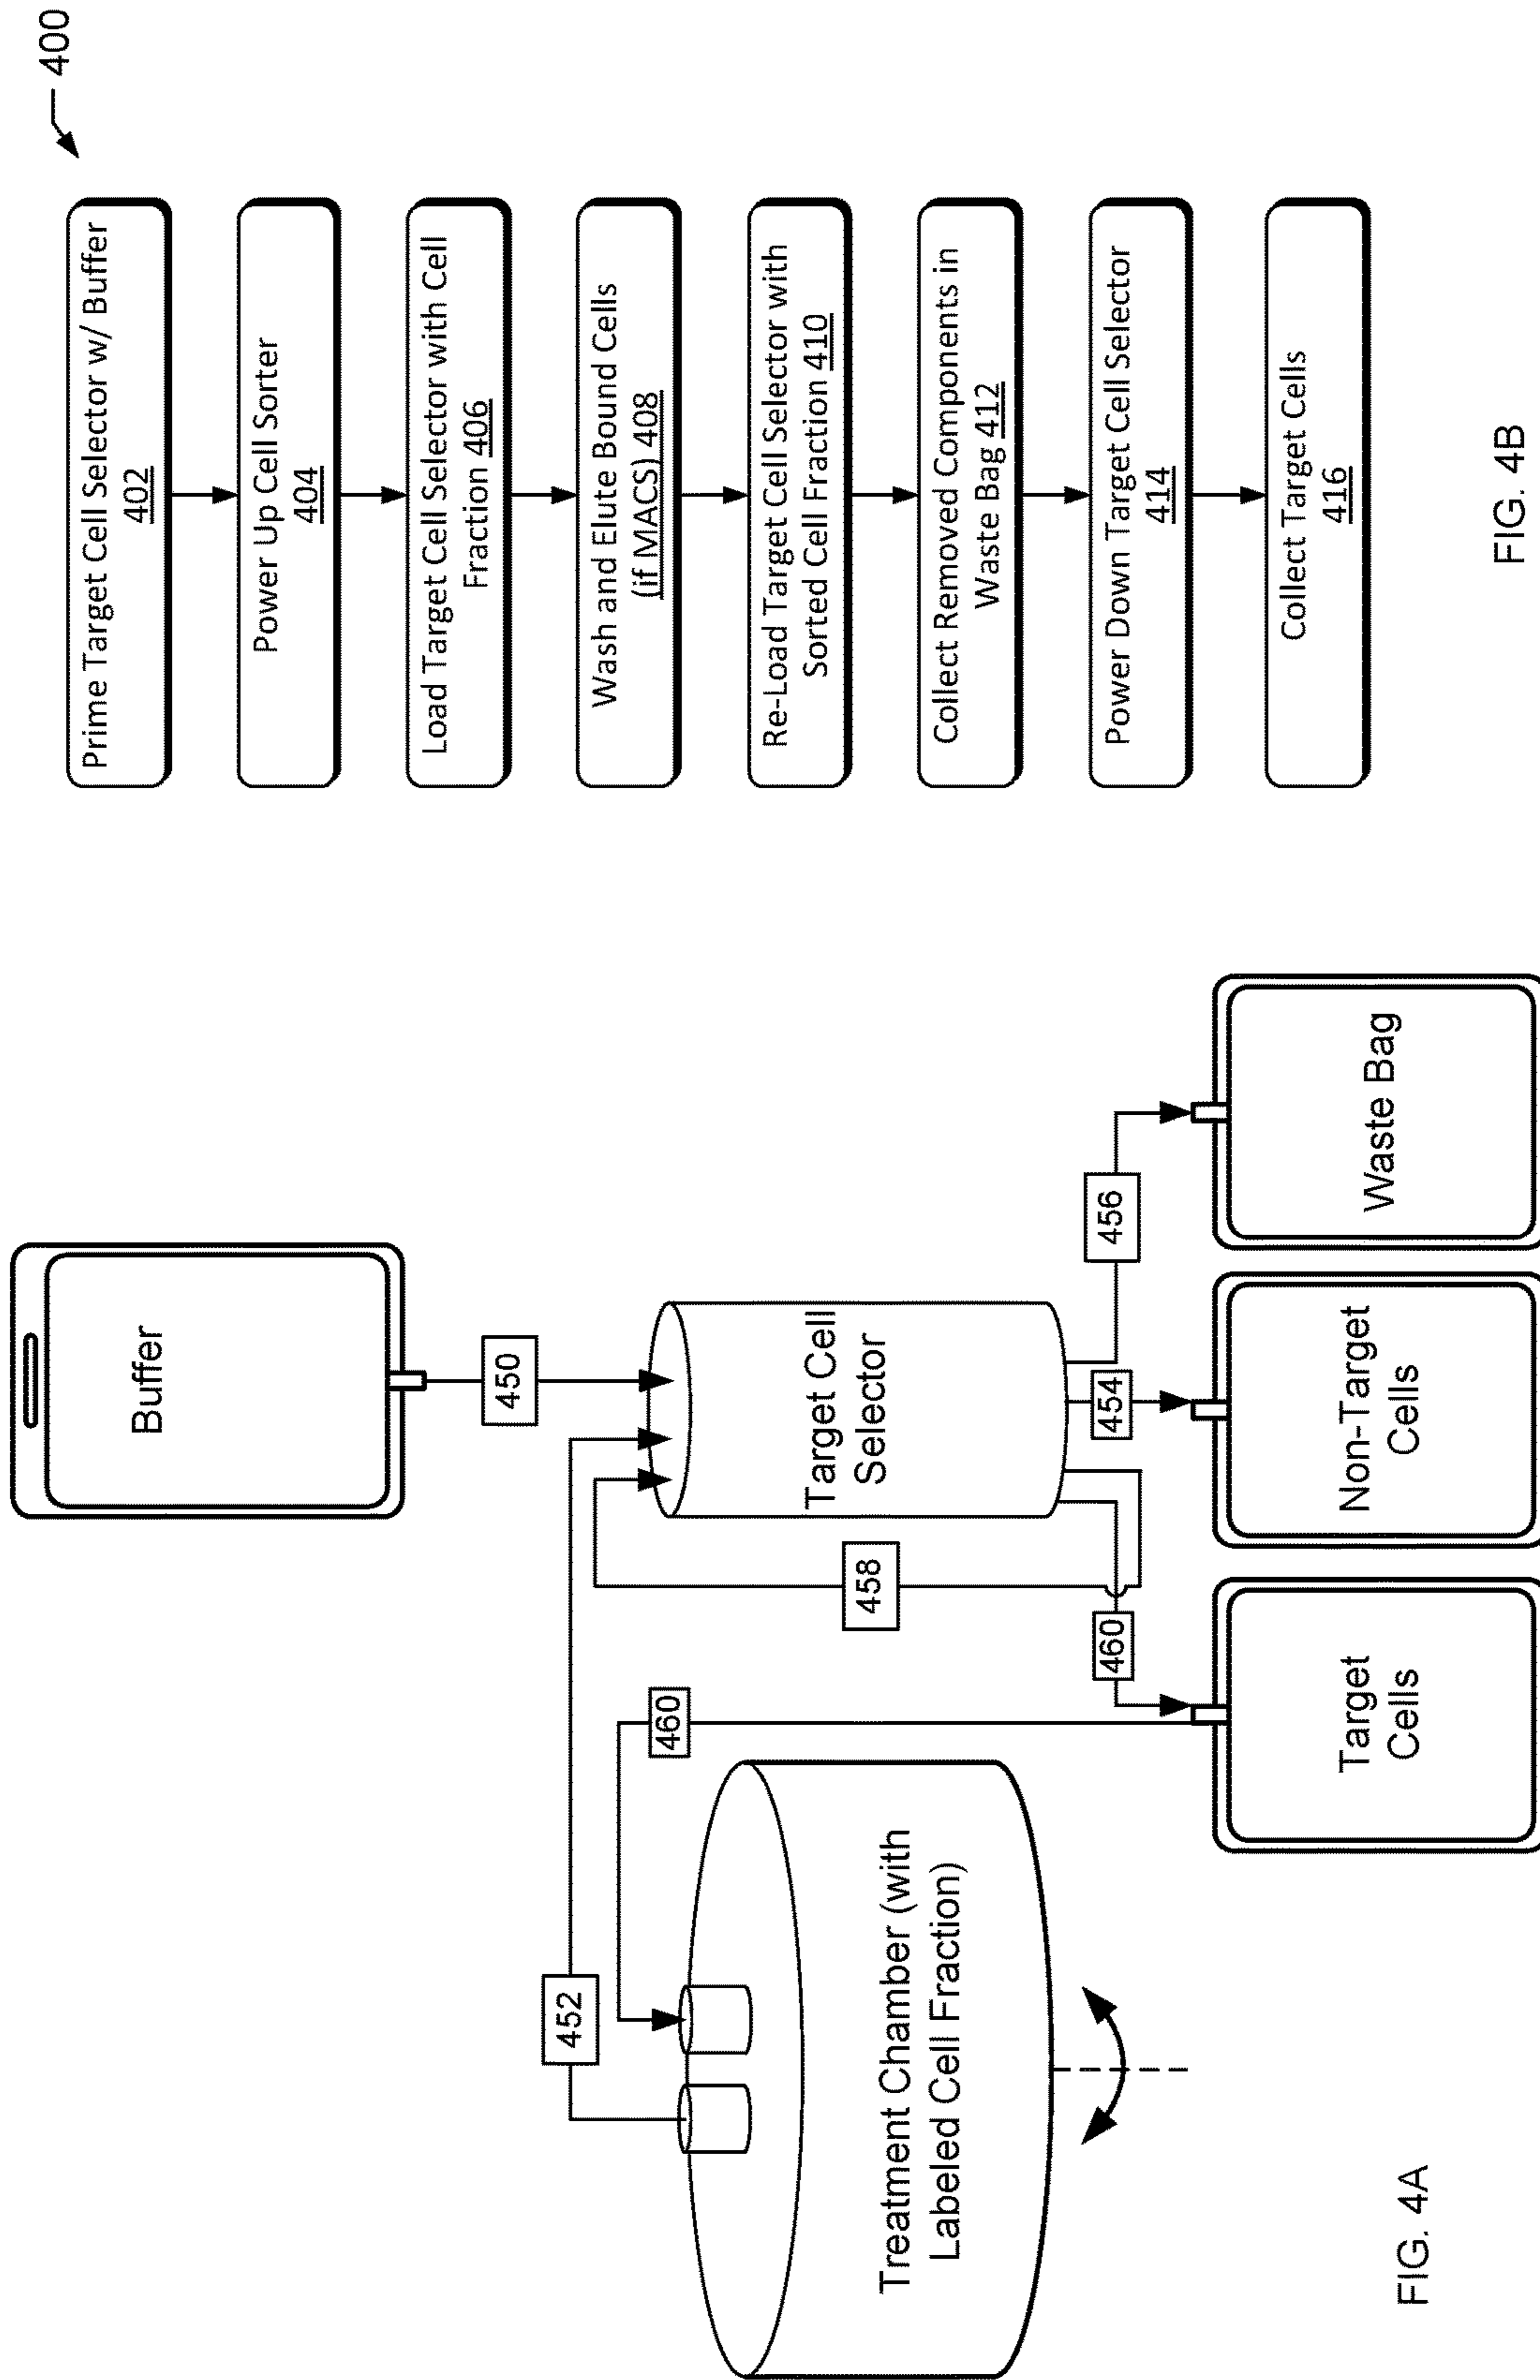 Buffer
450
452
458
460
Treatment Chamber (with
Labeled Cell Fraction)
Target Cell
Selector
460
454
456
Target
Cells
Non-Target
Cells
Waste Bag
FIG. 4A
400
Prime Target Cell Selector w/ Buffer
402
Power Up Cell Sorter
404
Load Target Cell Selector with Cell
Fraction 406
Wash and Elute Bound Cells
(if MACS) 408
Re-Load Target Cell Selector with
Sorted Cell Fraction 410
Collect Removed Components in
Waste Bag 412
Power Down Target Cell Selector
414
Collect Target Cells
416
FIG. 4B